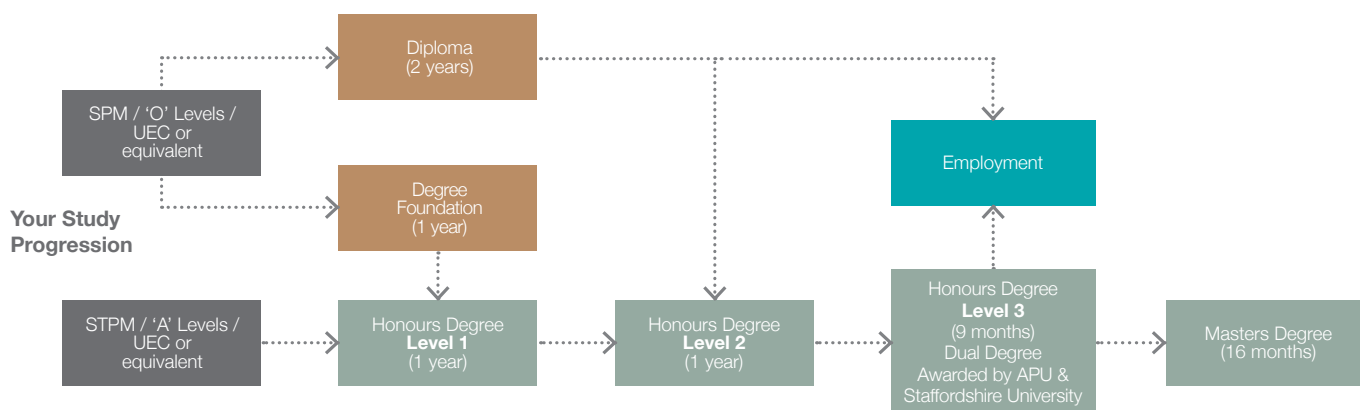 Diploma
(2 years)
SPM / ‘O’ Levels /
UEC or
equivalent
Employment
Degree
Foundation
(1 year)
Your Study
Progression
STPM / ‘A’ Levels /
UEC or
equivalent
Honours Degree
Level 1
(1 year)
Honours Degree
Level 2
(1 year)
Honours Degree
Level 3
(9 months)
Dual Degree
Awarded by APU &
Staffordshire University
Masters Degree
(16 months)